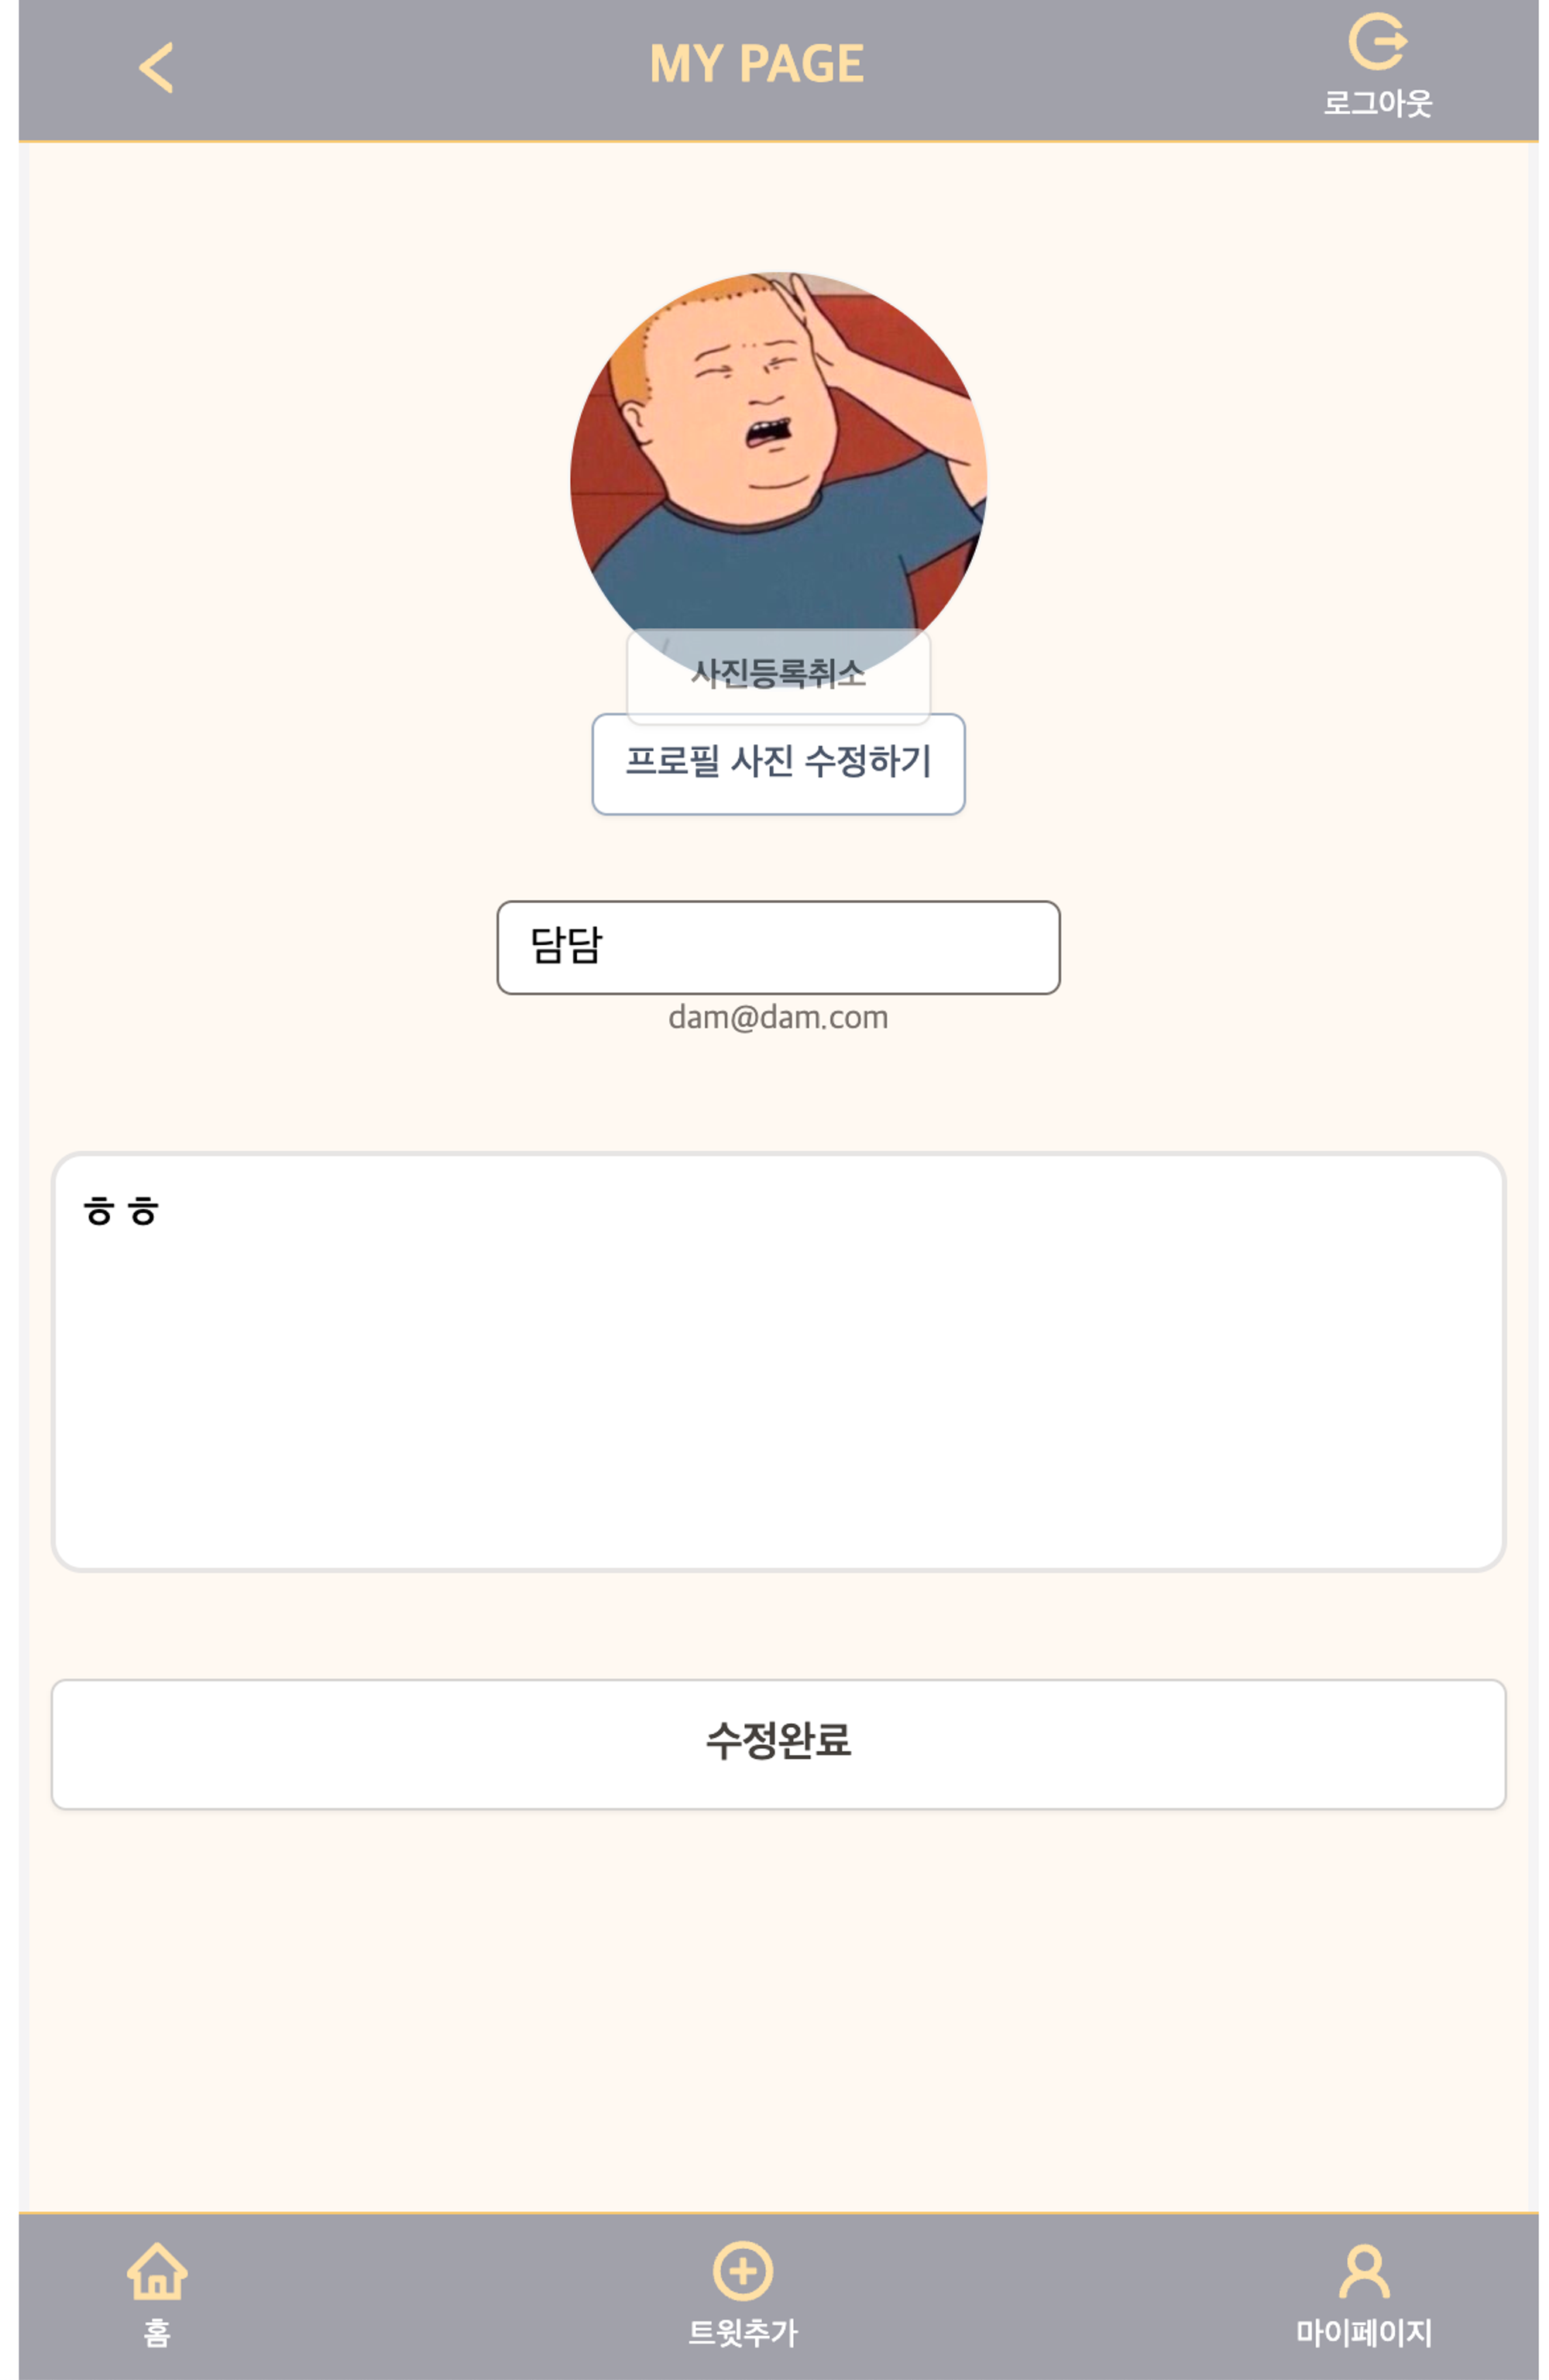 MY PAGE
로그아웃
사진등록취소
프로필 사진 수정하기
담담
dam@dam.com
ㅎㅎ
수정완료
홈
트윗추가
마이페이지